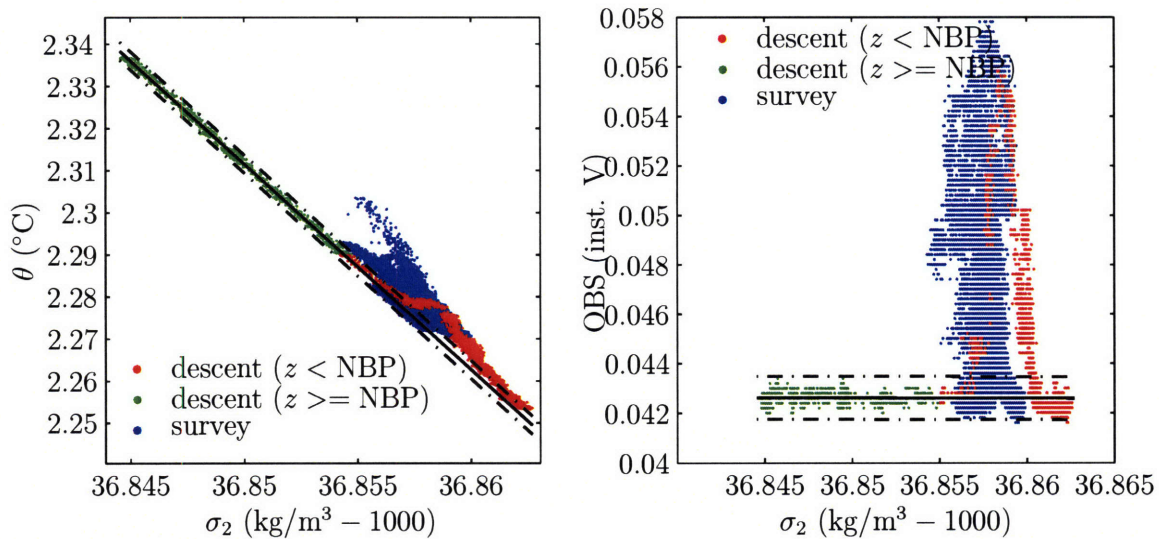 2.34
2.33
2.32
2.31
2.3
2.29
2.28
2.27
2.26
2.25
θ (°C)
descent (z < NBP)
descent (z >= NBP)
survey
36.845 36.85 36.855 36.86
σ₂ (kg/m³ − 1000)
0.058
0.056
0.054
0.052
0.05
0.048
0.046
0.044
0.042
0.04
OBS (inst. V)
descent (z < NBP)
descent (z >= NBP)
survey
36.845 36.85 36.855 36.86 36.865
σ₂ (kg/m³ − 1000)